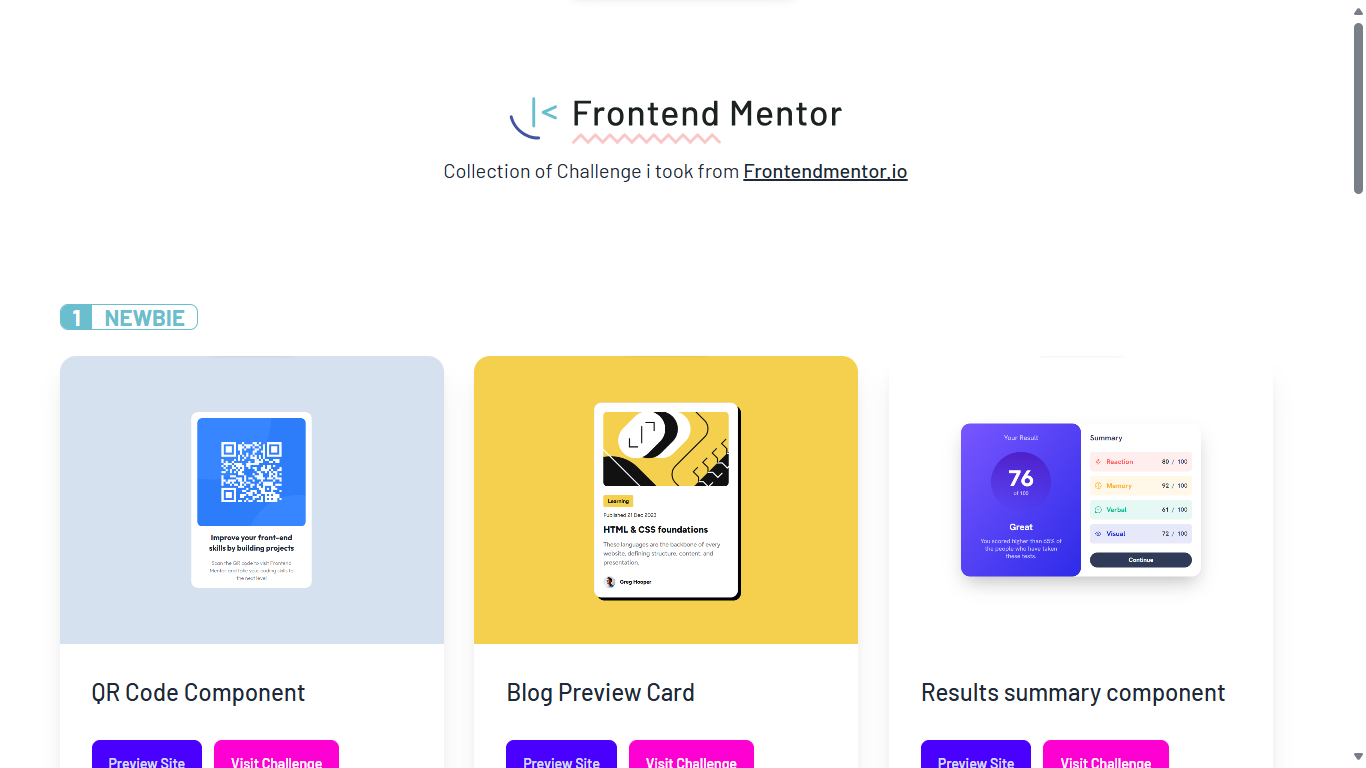 Frontend Mentor
Collection of Challenge i took from Frontendmentor.io
1 NEWBIE
Improve your front-end
skills by building projects
Scan the QR code to visit Frontend
Mentor and take your coding skills to
the next level
Learning
Published 21 Dec 2023
HTML & CSS foundations
These languages are the backbone of every
website, defining structure, content, and
presentation.
Greg Hooper
Your Result
76
of 100
Great
You scored higher than 65% of
the people who have taken
these tests.
Summary
Reaction 80 / 100
Memory 92 / 100
Verbal 61 / 100
Visual 72 / 100
Continue
QR Code Component
Blog Preview Card
Results summary component
Preview Site Visit Challenge
Preview Site Visit Challenge
Preview Site Visit Challenge